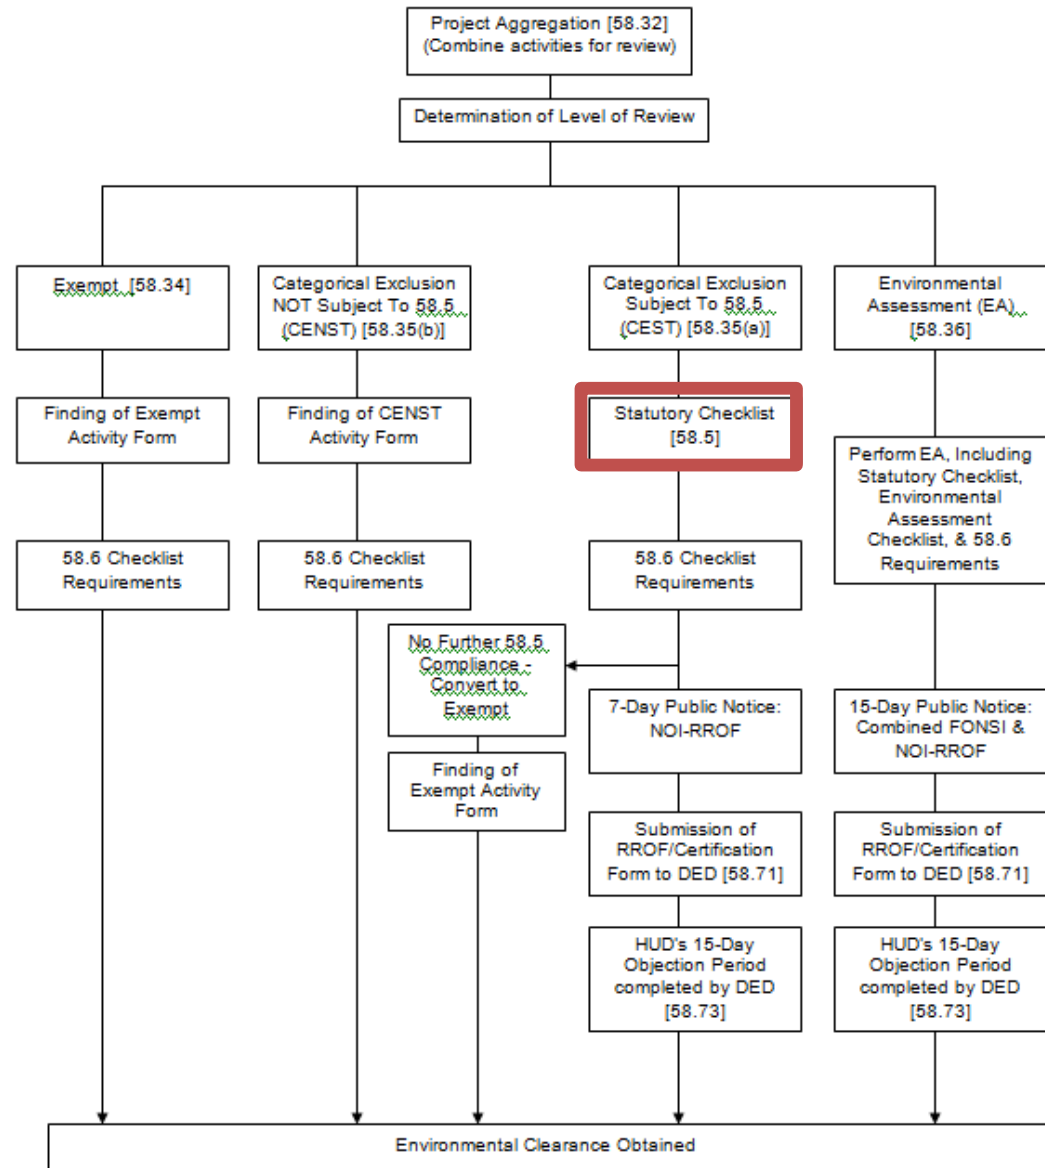 Project Aggregation [58.32]
(Combine activities for review)
Determination of Level of Review
Exempt [58.34]
Categorical Exclusion
NOT Subject To 58.5
(CENST) [58.35(b)]
Categorical Exclusion
Subject To 58.5
(CEST) [58.35(a)]
Environmental
Assessment (EA)
[58.36]
Finding of Exempt
Activity Form
Finding of CENST
Activity Form
Statutory Checklist
[58.5]
Perform EA, Including
Statutory Checklist,
Environmental
Assessment
Checklist, & 58.6
Requirements
58.6 Checklist
Requirements
58.6 Checklist
Requirements
58.6 Checklist
Requirements
No Further 58.5
Compliance -
Convert to
Exempt
7-Day Public Notice:
NOI-RROF
15-Day Public Notice:
Combined FONSI &
NOI-RROF
Finding of
Exempt Activity
Form
Submission of
RROF/Certification
Form to DED [58.71]
Submission of
RROF/Certification
Form to DED [58.71]
HUD's 15-Day
Objection Period
completed by DED
[58.73]
HUD's 15-Day
Objection Period
completed by DED
[58.73]
Environmental Clearance Obtained